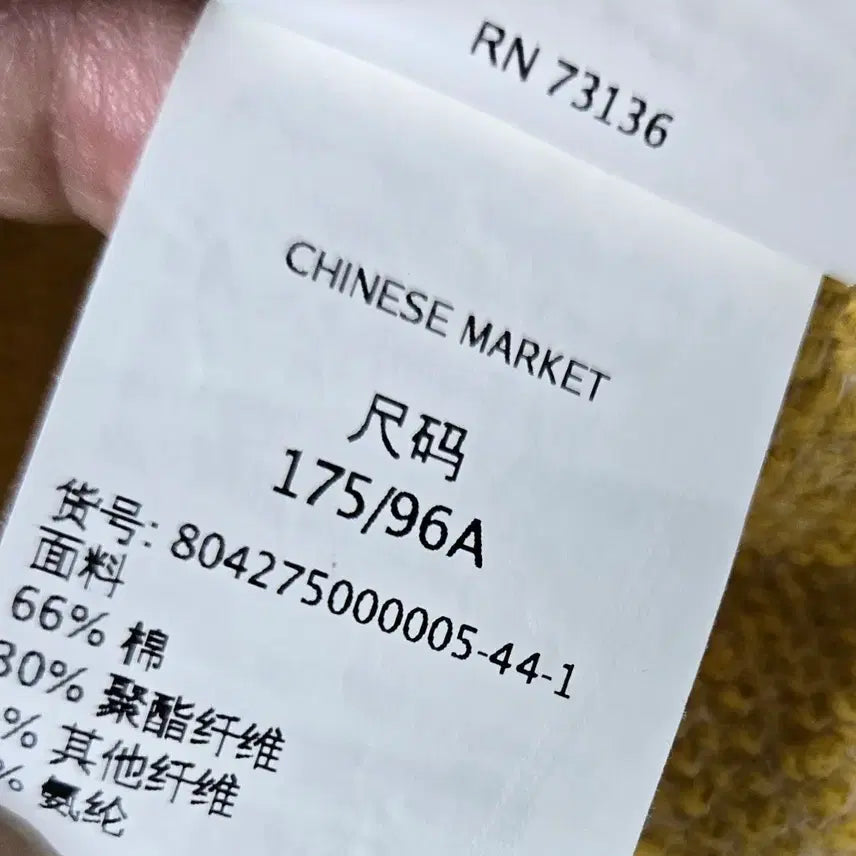 RN 73136
CHINESE MARKET
尺码
175/96A
货号: 804275000005-44-1
面料
66% 棉
30% 聚酯纤维
% 其他纤维
% 氨纶